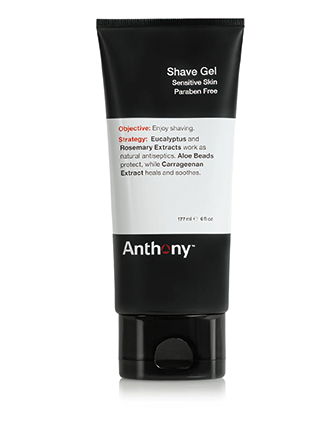 Shave Gel
Sensitive Skin
Paraben Free
Objective: Enjoy shaving.
Strategy: Eucalyptus and
Rosemary Extracts work as
natural antiseptics. Aloe Beads
protect, while Carrageenan
Extract heals and soothes.
177 ml ℮ 6 fl oz
Anthony™